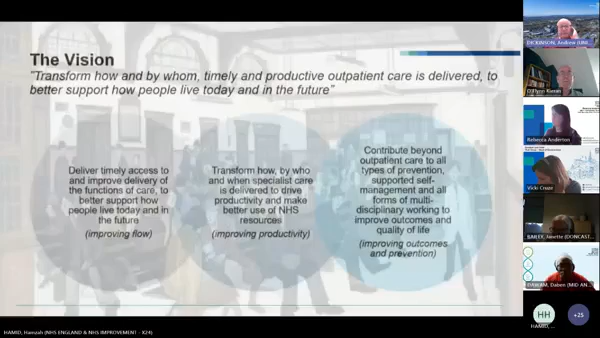 The Vision
"Transform how and by whom, timely and productive outpatient care is delivered, to
better support how people live today and in the future"
Deliver timely access to
and improve delivery of
the functions of care, to
better support how
people live today and in
the future
(improving flow)
Transform how, by who
and when specialist care
is delivered to drive
productivity and make
better use of NHS
resources
(improving productivity)
Contribute beyond
outpatient care to all
types of prevention,
supported self-
management and all
forms of multi-
disciplinary working to
improve outcomes and
quality of life
(improving outcomes
and prevention)
DICKINSON, Andrew
Rebecca Anderton
Vicki Cruze
HH
HAMID, ...
+25
HAMID, Hamzah (NHS ENGLAND & NHS IMPROVEMENT - X24)